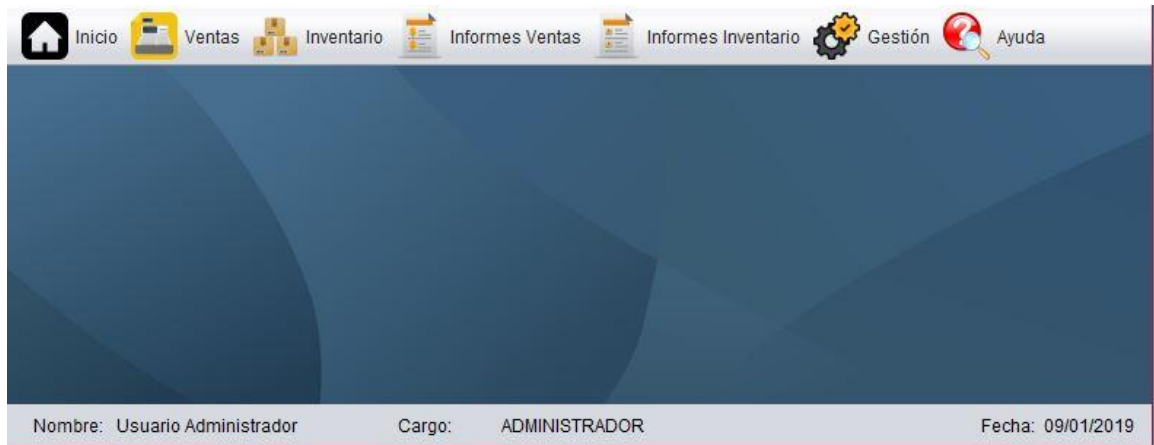 Inicio Ventas Inventario Informes Ventas Informes Inventario Gestión Ayuda
Nombre: Usuario Administrador Cargo: ADMINISTRADOR Fecha: 09/01/2019